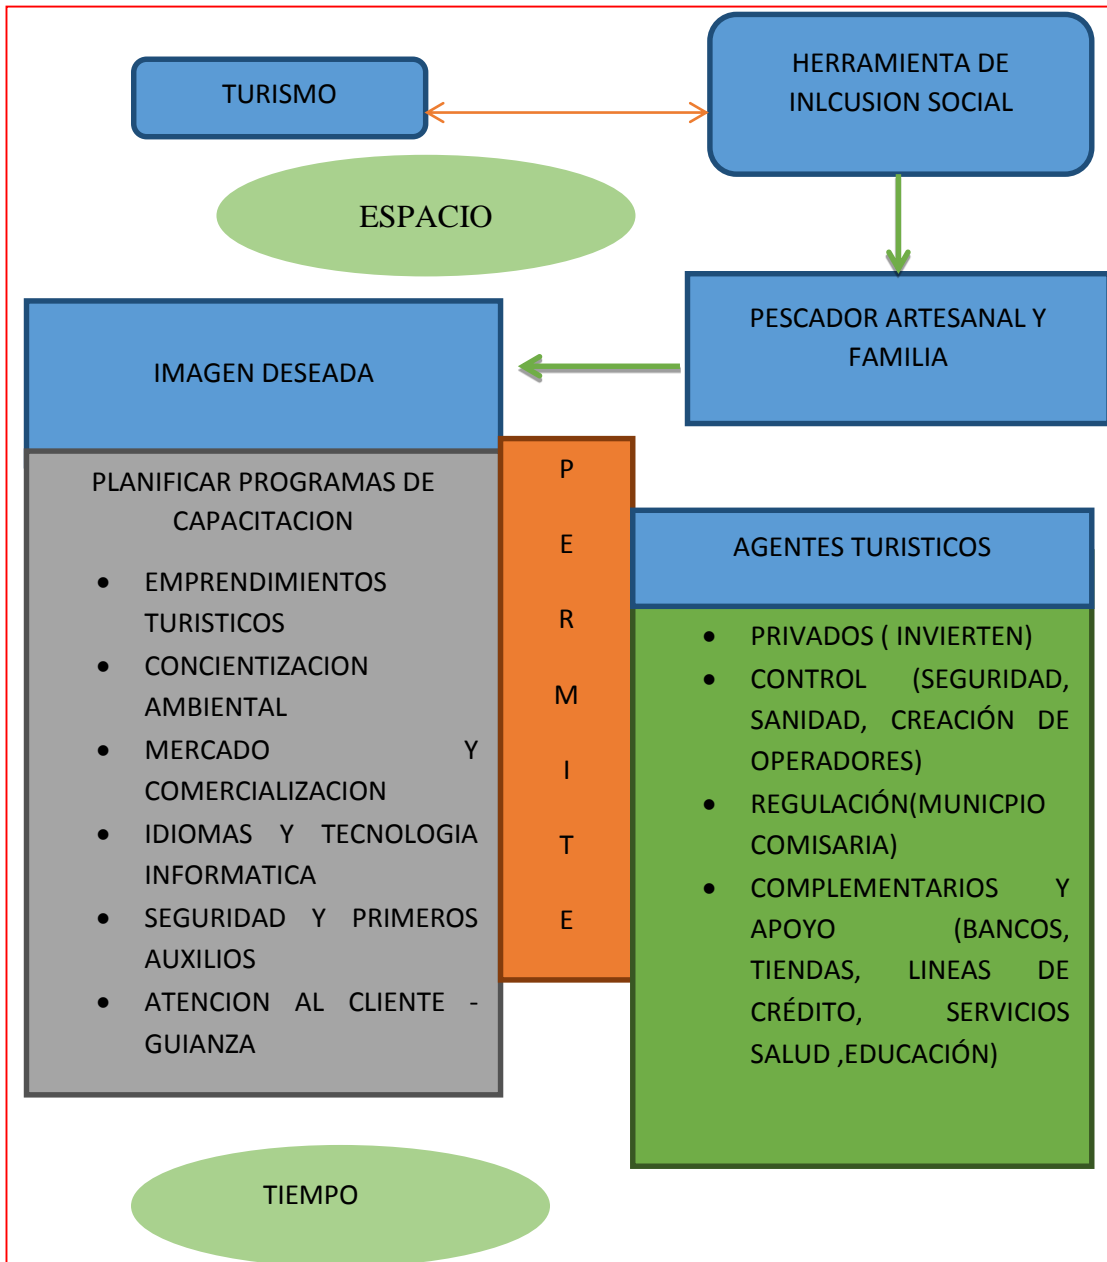 TURISMO
HERRAMIENTA DE
INLCUSION SOCIAL
ESPACIO
PESCADOR ARTESANAL Y
FAMILIA
IMAGEN DESEADA
PLANIFICAR PROGRAMAS DE
CAPACITACION
• EMPRENDIMIENTOS
TURISTICOS
• CONCIENTIZACION
AMBIENTAL
• MERCADO Y
COMERCIALIZACION
• IDIOMAS Y TECNOLOGIA
INFORMATICA
• SEGURIDAD Y PRIMEROS
AUXILIOS
• ATENCION AL CLIENTE -
GUIANZA
P
E
R
M
I
T
E
AGENTES TURISTICOS
• PRIVADOS ( INVIERTEN)
• CONTROL (SEGURIDAD,
SANIDAD, CREACIÓN DE
OPERADORES)
• REGULACIÓN(MUNICPIO
COMISARIA)
• COMPLEMENTARIOS Y
APOYO (BANCOS,
TIENDAS, LINEAS DE
CRÉDITO, SERVICIOS
SALUD ,EDUCACIÓN)
TIEMPO